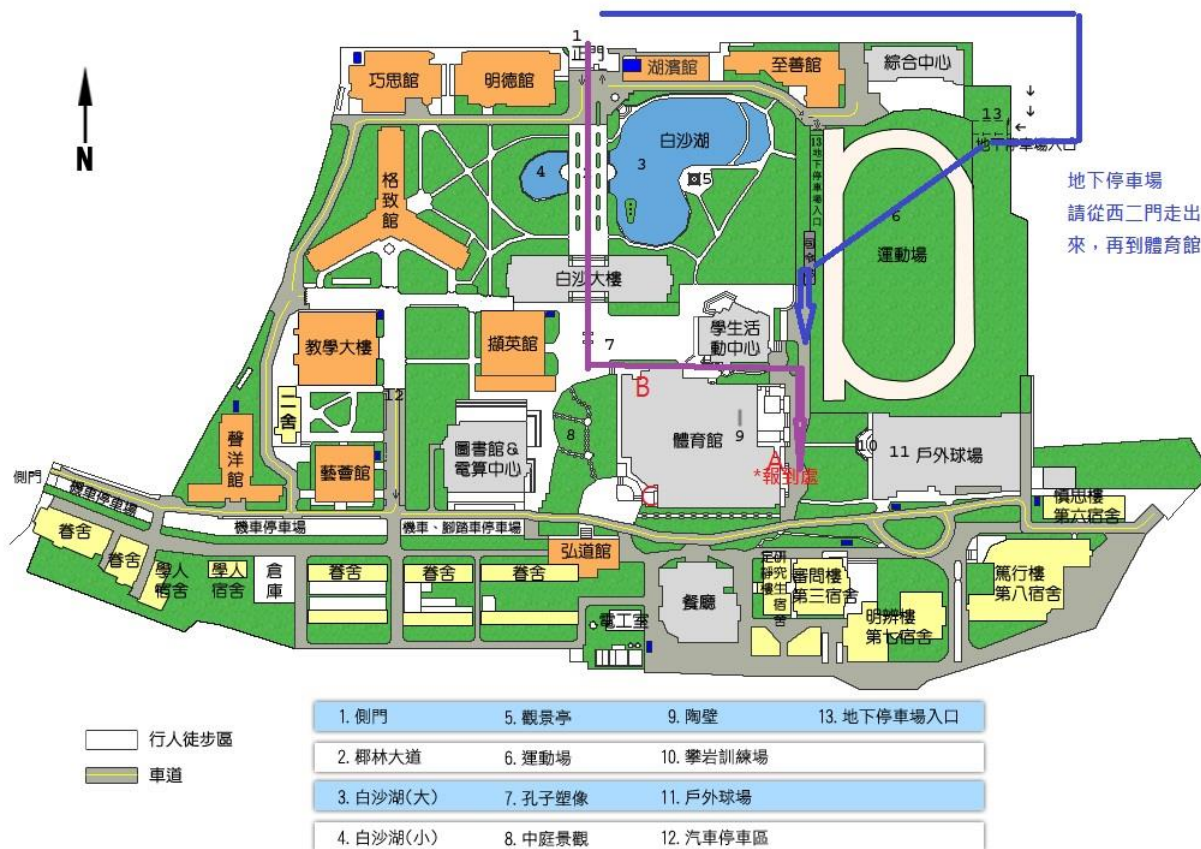 1
正門
巧思館
明德館
湖濱館
至善館
綜合中心
N
白沙湖
3
4
5
13
地下停車場入口
13地下停車場入口
格致館
6
運動場
地下停車場
請從西二門走出
來，再到體育館
白沙大樓
學生活
動中心
7
教學大樓
擷英館
B
12
二舍
聲洋館
藝薈館
圖書館&
電算中心
8
體育館
9
A
*報到處
C
10
11 戶外球場
側門
機車停車場
機車停車場
機車、腳踏車停車場
慎思樓
第六宿舍
眷舍
眷舍
學人
宿舍
學人
宿舍
倉
庫
眷舍
眷舍
眷舍
弘道館
餐廳
電工室
研究生宿舍
審問樓
第三宿舍
明辨樓
第七宿舍
篤行樓
第八宿舍
行人徒步區
車道
1. 側門 5. 觀景亭 9. 陶壁 13. 地下停車場入口
2. 椰林大道 6. 運動場 10. 攀岩訓練場
3. 白沙湖(大) 7. 孔子塑像 11. 戶外球場
4. 白沙湖(小) 8. 中庭景觀 12. 汽車停車區